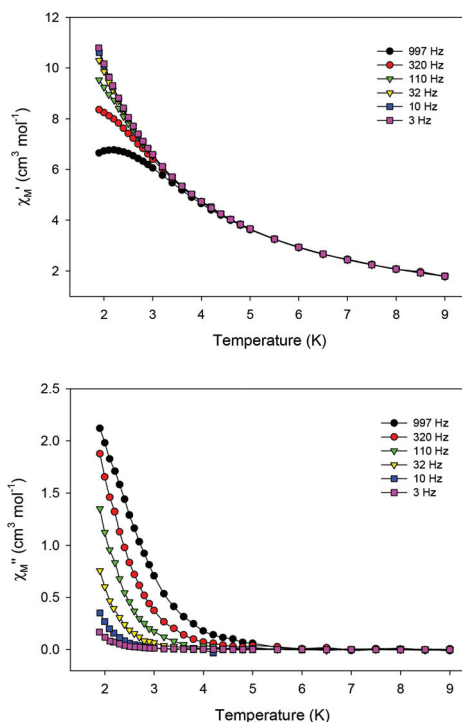 12
10
8
6
4
2
χM' (cm³ mol⁻¹)
997 Hz
320 Hz
110 Hz
32 Hz
10 Hz
3 Hz
2 3 4 5 6 7 8 9
Temperature (K)
2.5
2.0
1.5
1.0
0.5
0.0
χM'' (cm³ mol⁻¹)
997 Hz
320 Hz
110 Hz
32 Hz
10 Hz
3 Hz
2 3 4 5 6 7 8 9
Temperature (K)